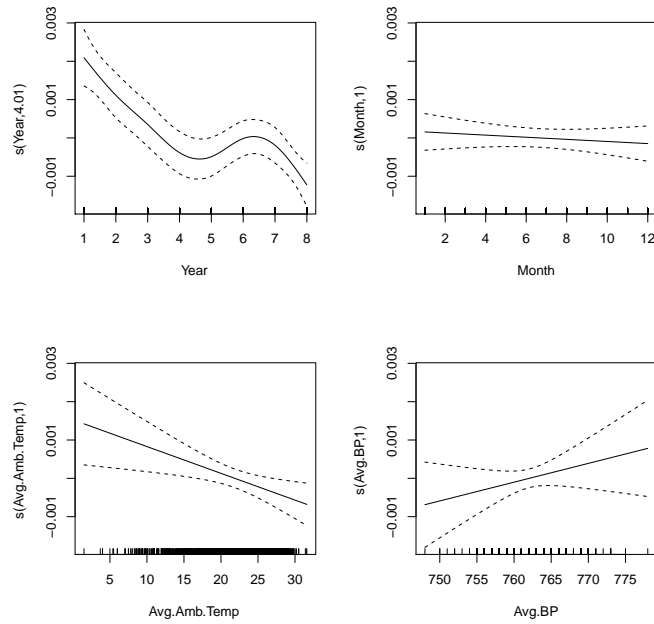 s(Year,4.01)
0.003
0.001
−0.001
1 2 3 4 5 6 7 8
Year
s(Month,1)
0.003
0.001
−0.001
2 4 6 8 10 12
Month
s(Avg.Amb.Temp,1)
0.003
0.001
−0.001
5 10 15 20 25 30
Avg.Amb.Temp
s(Avg.BP,1)
0.003
0.001
−0.001
750 755 760 765 770 775
Avg.BP